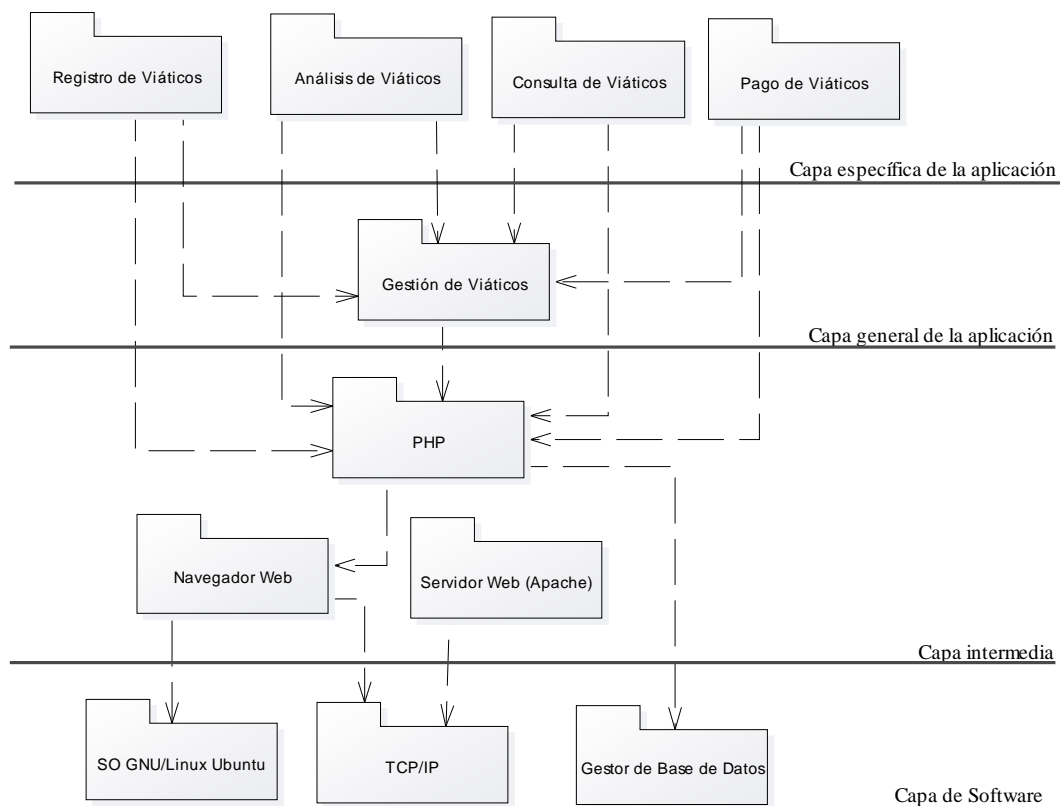 Registro de Viáticos
Análisis de Viáticos
Consulta de Viáticos
Pago de Viáticos
Capa específica de la aplicación
Gestión de Viáticos
Capa general de la aplicación
PHP
Navegador Web
Servidor Web (Apache)
Capa intermedia
SO GNU/Linux Ubuntu
TCP/IP
Gestor de Base de Datos
Capa de Software